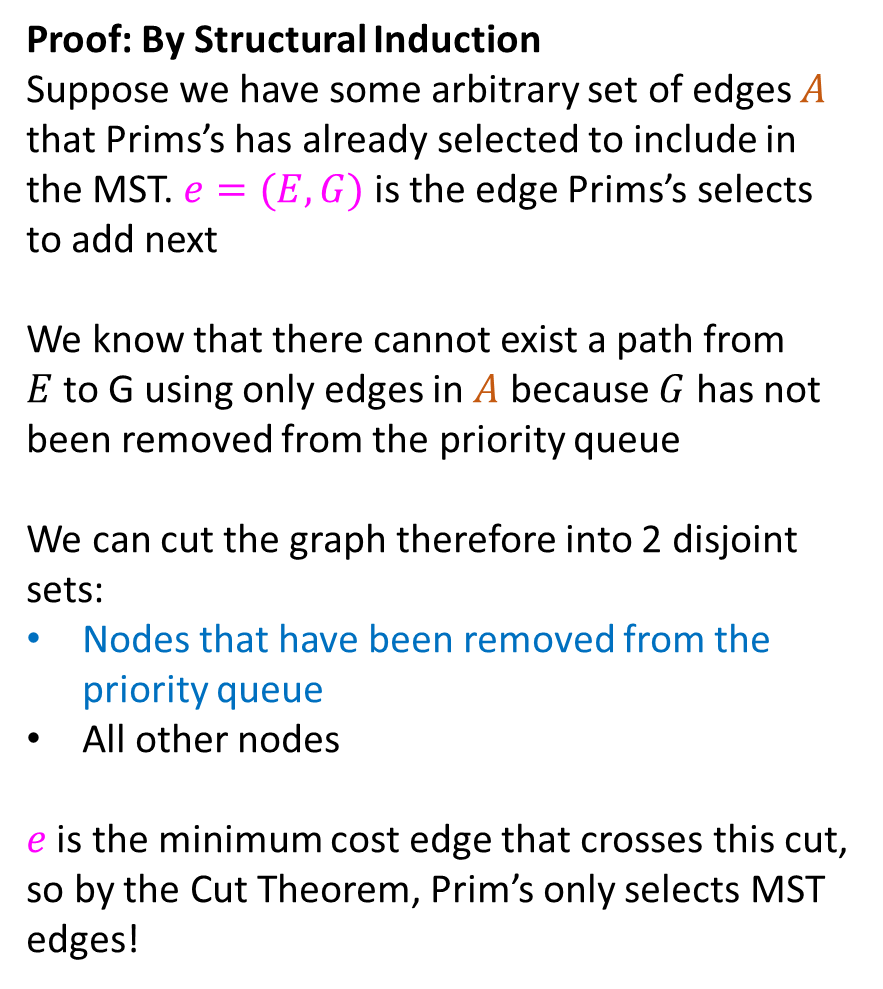 Proof: By Structural Induction
Suppose we have some arbitrary set of edges A
that Prims’s has already selected to include in
the MST. e = (E, G) is the edge Prims’s selects
to add next
We know that there cannot exist a path from
E to G using only edges in A because G has not
been removed from the priority queue
We can cut the graph therefore into 2 disjoint
sets:
• Nodes that have been removed from the
priority queue
• All other nodes
e is the minimum cost edge that crosses this cut,
so by the Cut Theorem, Prim’s only selects MST
edges!